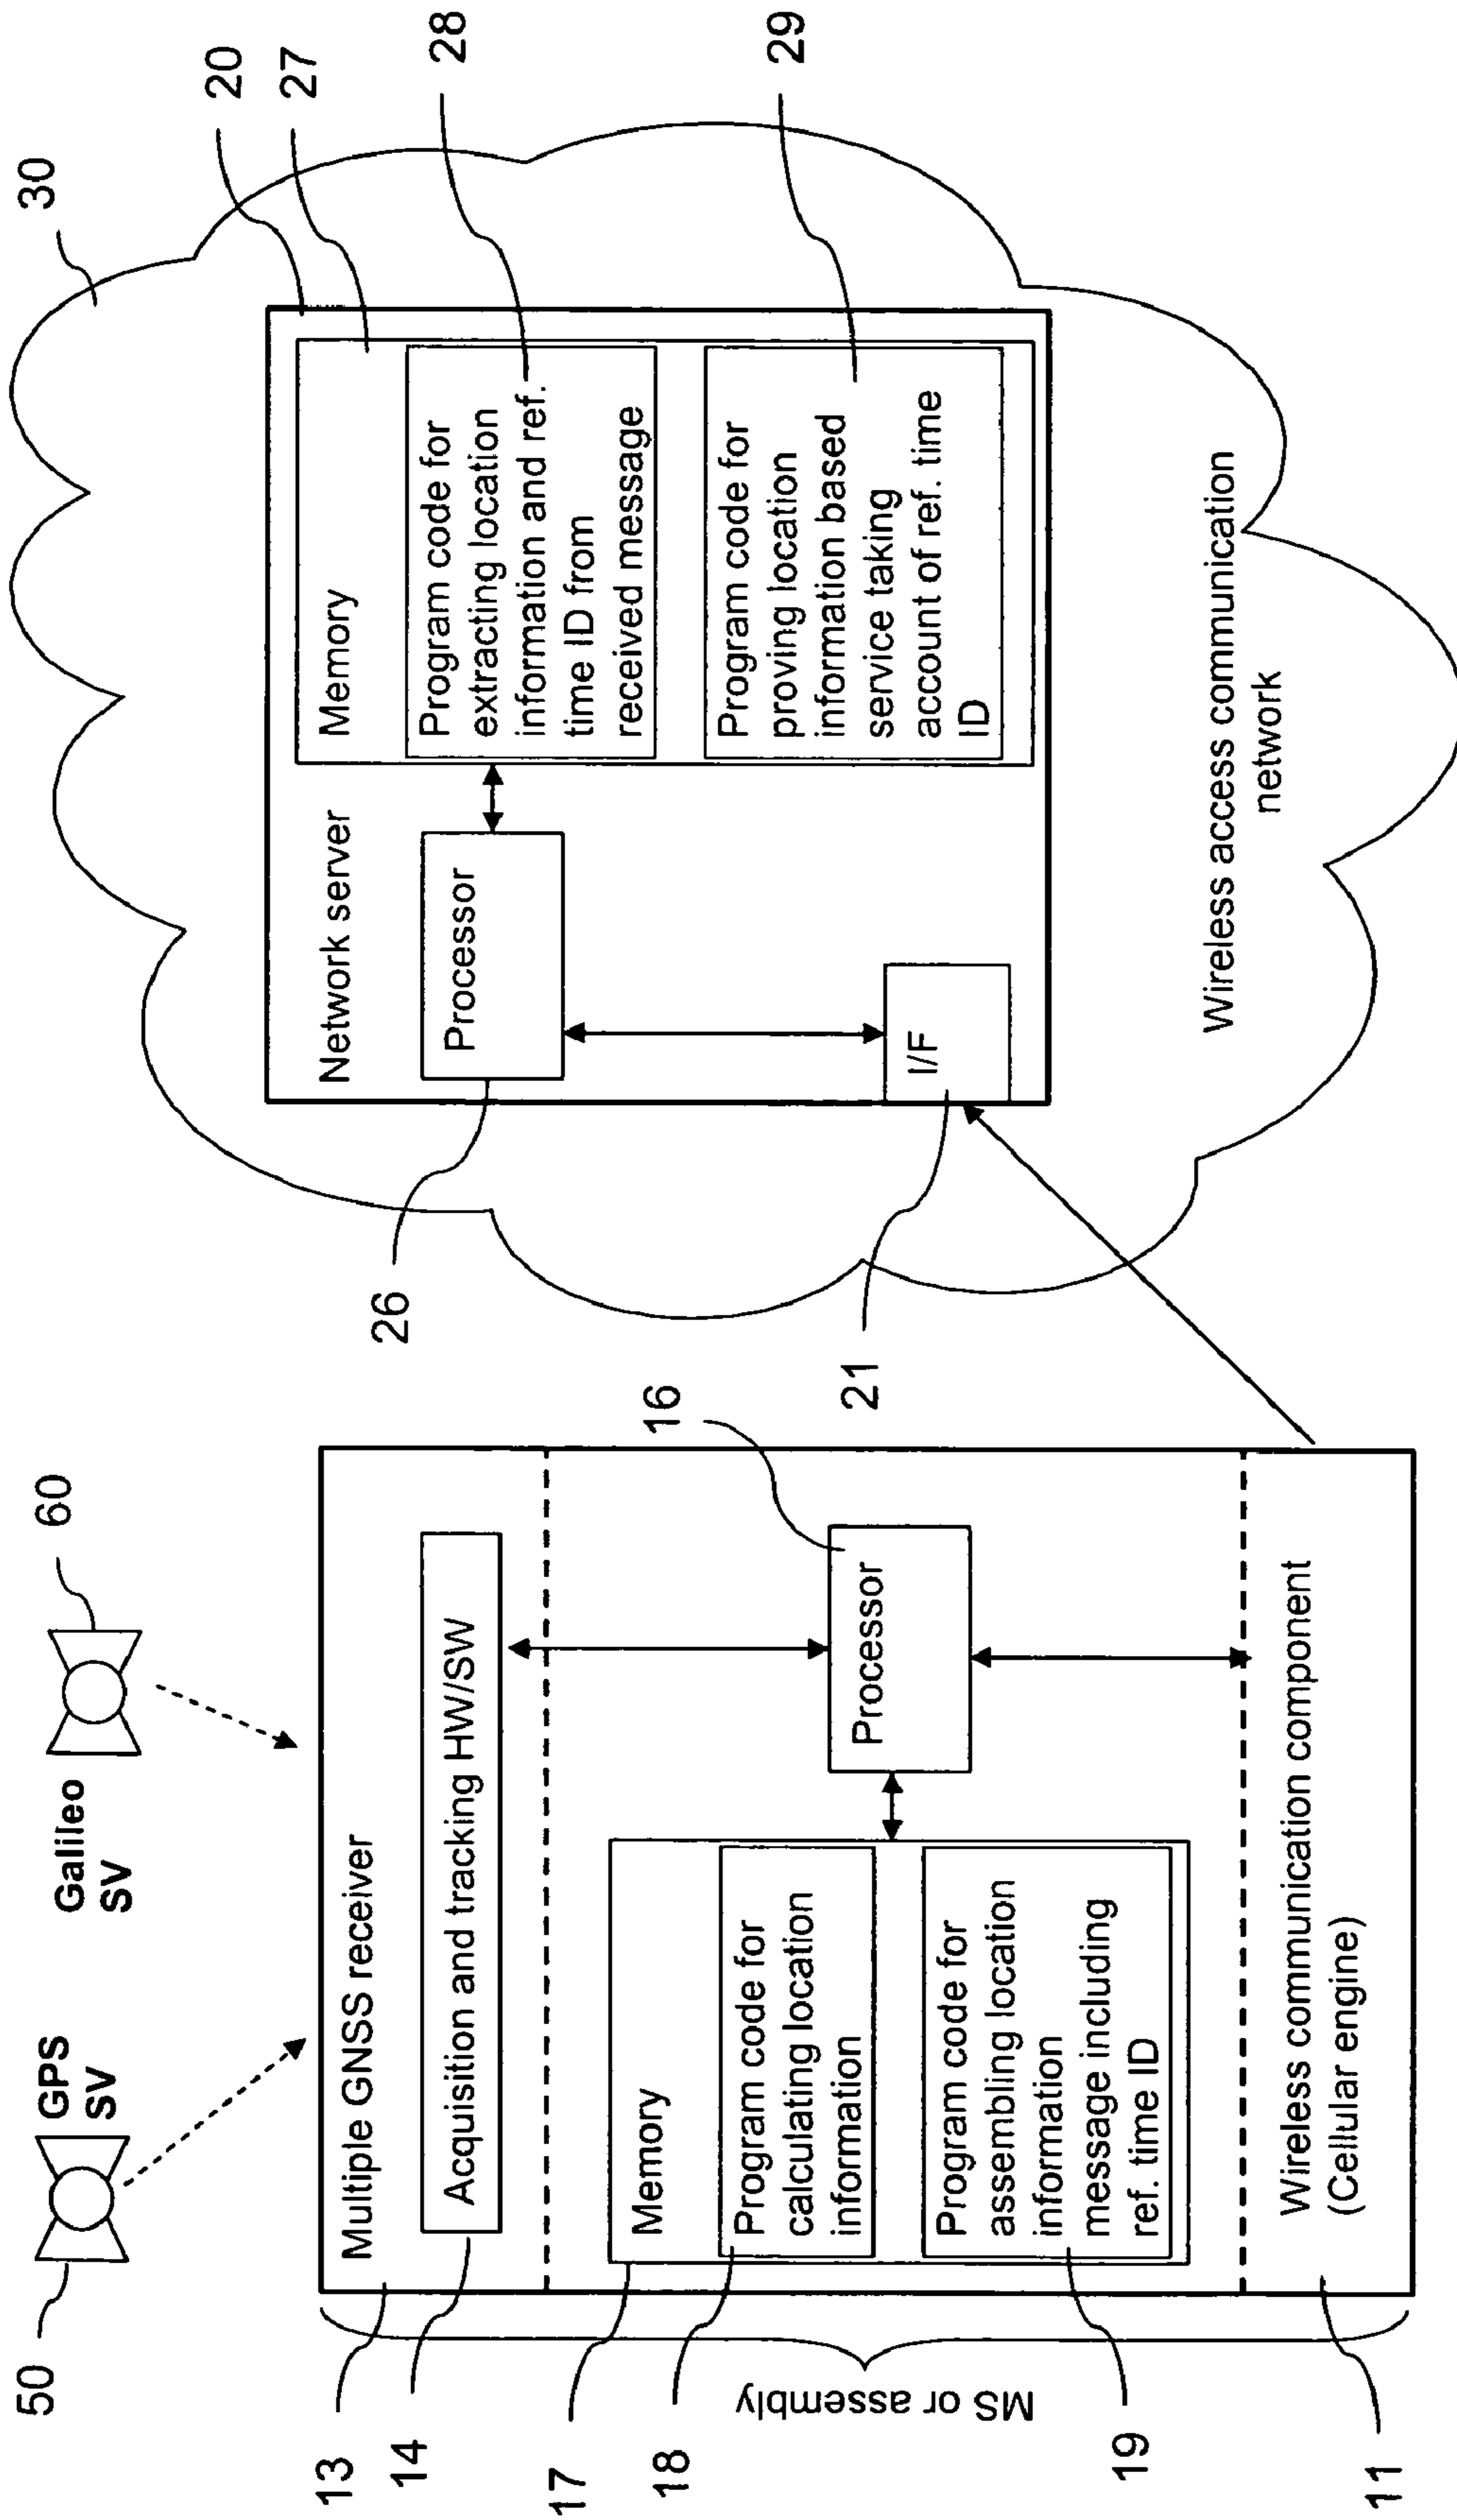 50
GPS
SV
Galileo
SV
60
13
Multiple GNSS receiver
14
Acquisition and tracking HW/SW
17
Memory
18
Program code for
calculating location
information
19
Program code for
assembling location
information
message including
ref. time ID
Processor
16
MS or assembly
11
Wireless communication component
(Cellular engine)
30
20
27
28
29
Network server
26
Processor
21
I/F
Memory
Program code for
extracting location
information and ref.
time ID from
received message
Program code for
proving location
information based
service taking
account of ref. time
ID
Wireless access communication
network